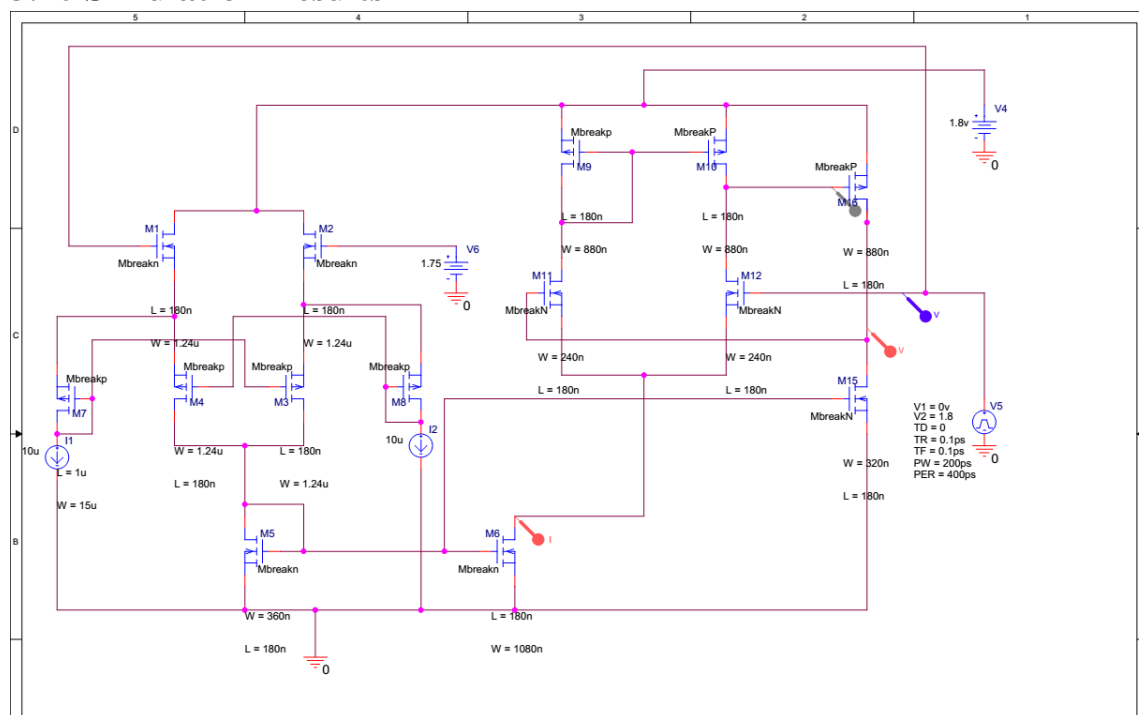 5 4 3 2 1
D
C
B
V4
1.8v
0
Mbreakp
M9
MbreakP
M10
MbreakP
M16
L = 180n
L = 180n
W = 880n
W = 880n
W = 880n
L = 180n
M1
Mbreakn
M2
Mbreakn
V6
1.75
0
M11
MbreakN
M12
MbreakN
L = 180n
L = 180n
W = 1.24u
W = 1.24u
W = 240n
W = 240n
L = 180n
L = 180n
V
V
Mbreakp
M7
Mbreakp
M4
Mbreakp
M3
Mbreakp
M8
M15
MbreakN
V5
V1 = 0v
V2 = 1.8
TD = 0
TR = 0.1ps
TF = 0.1ps
PW = 200ps
PER = 400ps
0
I1
10u
L = 1u
W = 15u
W = 1.24u
L = 180n
L = 180n
W = 1.24u
10u
I2
W = 320n
L = 180n
M5
Mbreakn
M6
Mbreakn
I
W = 360n
L = 180n
L = 180n
W = 1080n
0